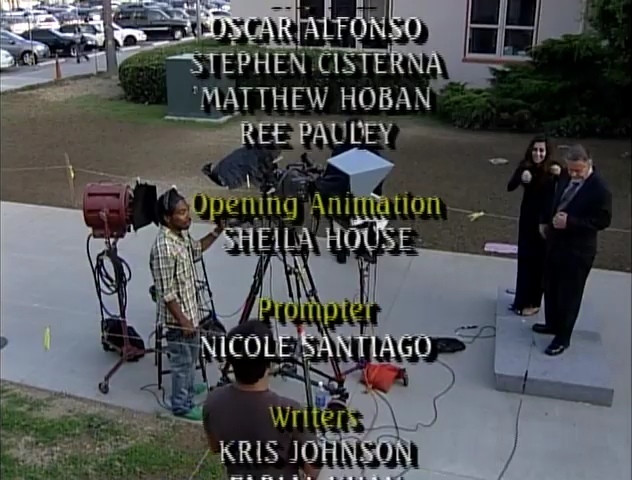 OSCAR ALFONSO
STEPHEN CISTERNA
MATTHEW HOBAN
REE PAULEY
Opening Animation
SHEILA HOUSE
Prompter
NICOLE SANTIAGO
Writers
KRIS JOHNSON